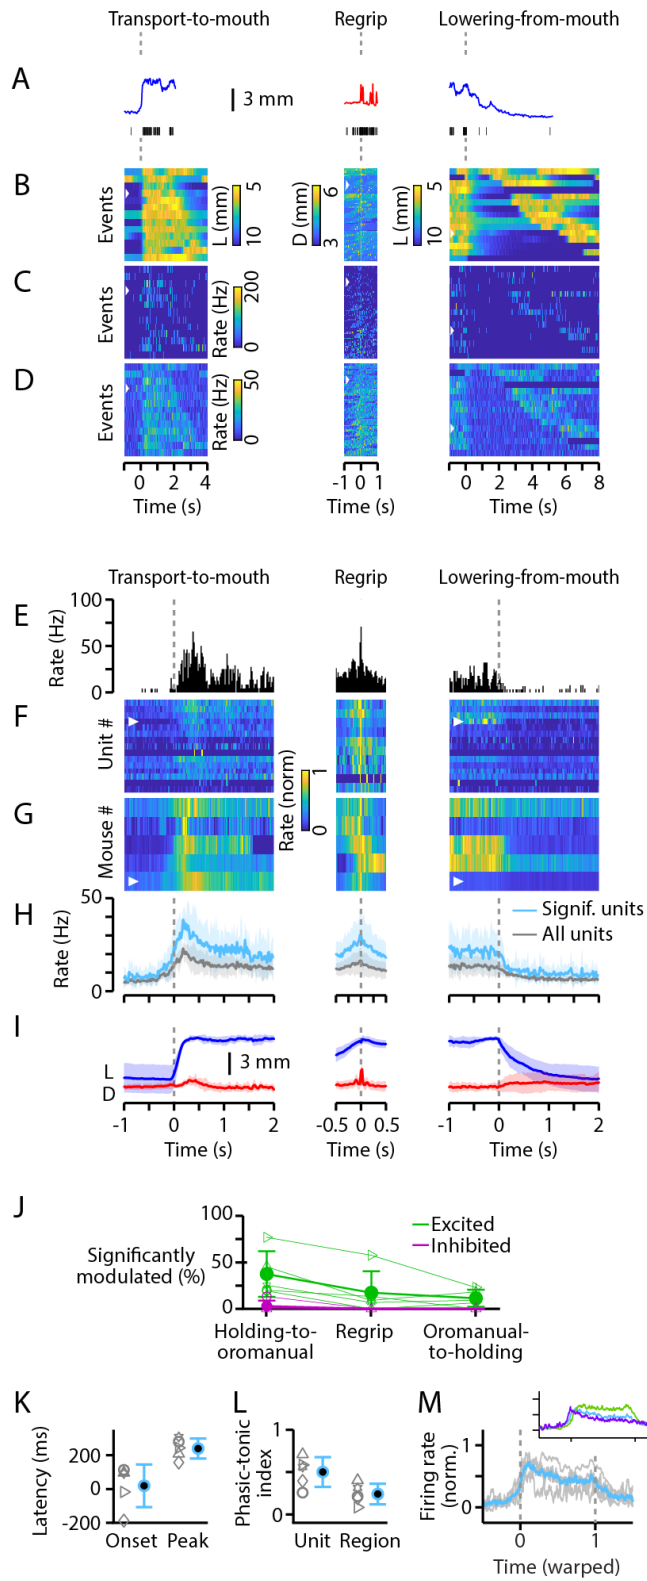 Transport-to-mouth Regrip Lowering-from-mouth
A
3 mm
B
Events
L (mm)
5
10
D (mm)
6
3
L (mm)
5
10
C
Events
Rate (Hz)
200
0
D
Events
Rate (Hz)
50
0
0 2 4
-1 0 1
0 2 4 6 8
Time (s) Time (s) Time (s)
Transport-to-mouth Regrip Lowering-from-mouth
E
Rate (Hz)
100
50
0
F
Unit #
Rate (norm)
1
0
G
Mouse #
H
Rate (Hz)
50
0
Signif. units
All units
I
L
D
3 mm
-1 0 1 2
-0.5 0 0.5
-1 0 1 2
Time (s) Time (s) Time (s)
J
Significantly
modulated (%)
100
50
0
Excited
Inhibited
Holding-to-
oromanual
Regrip
Oromanual-
to-holding
K
Latency (ms)
200
0
-200
Onset Peak
L
Phasic-tonic
index
1
0
Unit Region
M
Firing rate
(norm.)
1
0
0 1
Time (warped)